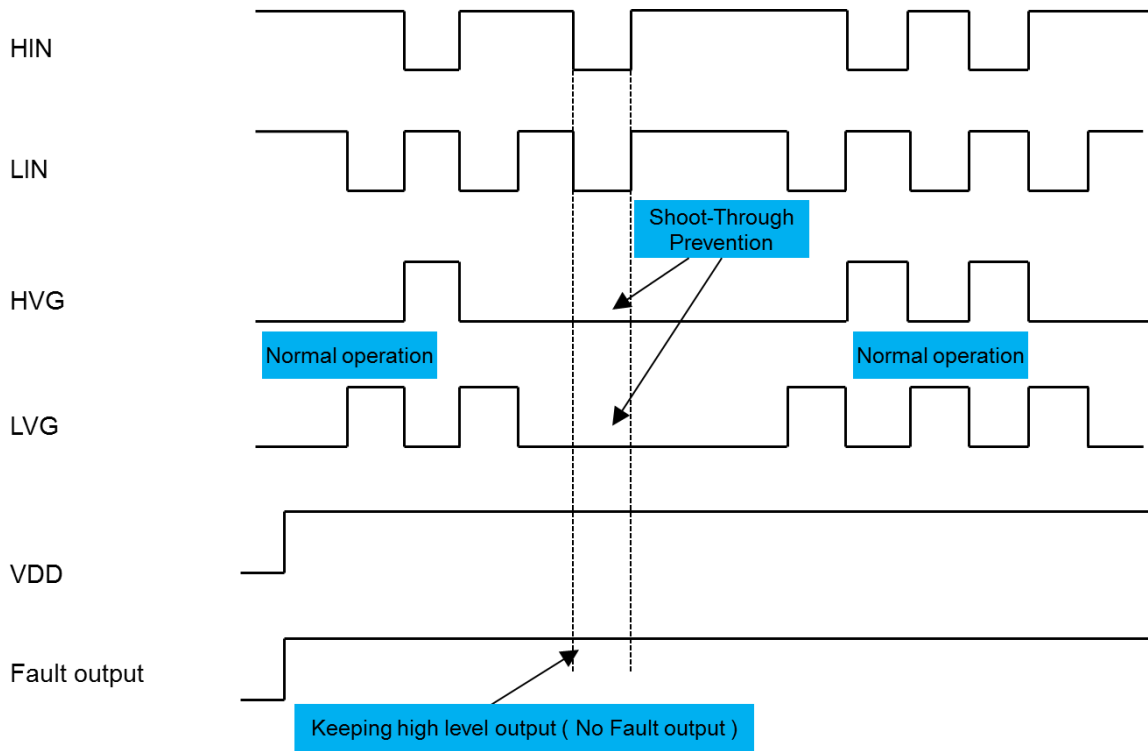 HIN
LIN
Shoot-Through
Prevention
HVG
Normal operation
Normal operation
LVG
VDD
Fault output
Keeping high level output ( No Fault output )